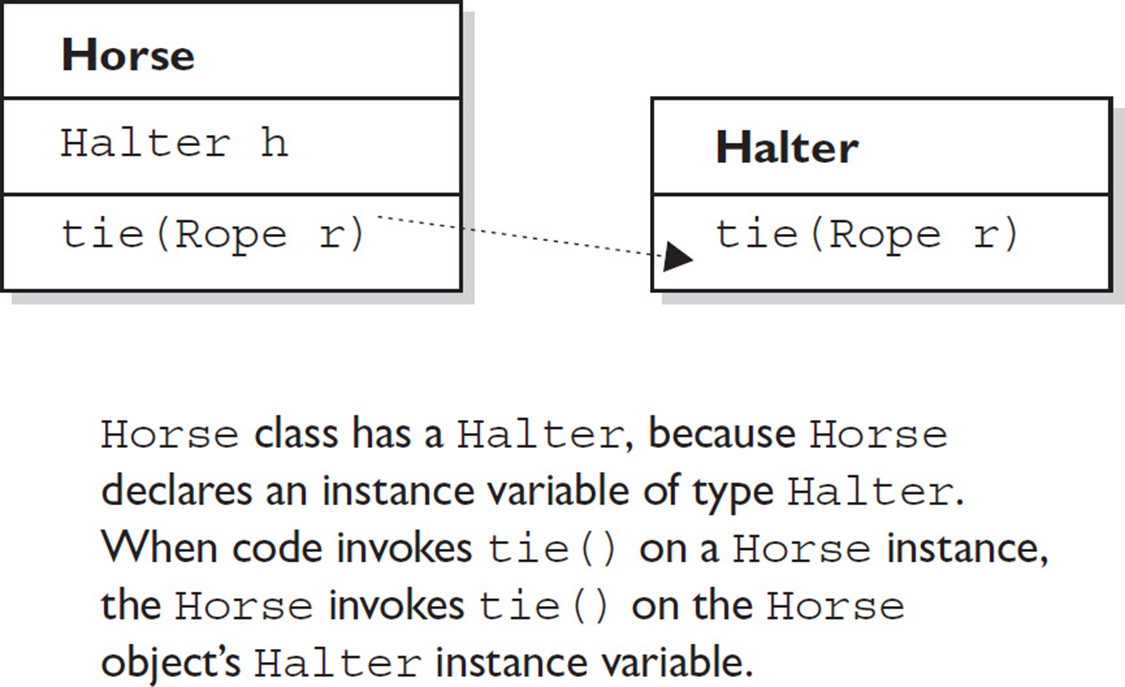 Horse
Halter h
tie(Rope r)
Halter
tie(Rope r)
Horse class has a Halter, because Horse
declares an instance variable of type Halter.
When code invokes tie() on a Horse instance,
the Horse invokes tie() on the Horse
object’s Halter instance variable.